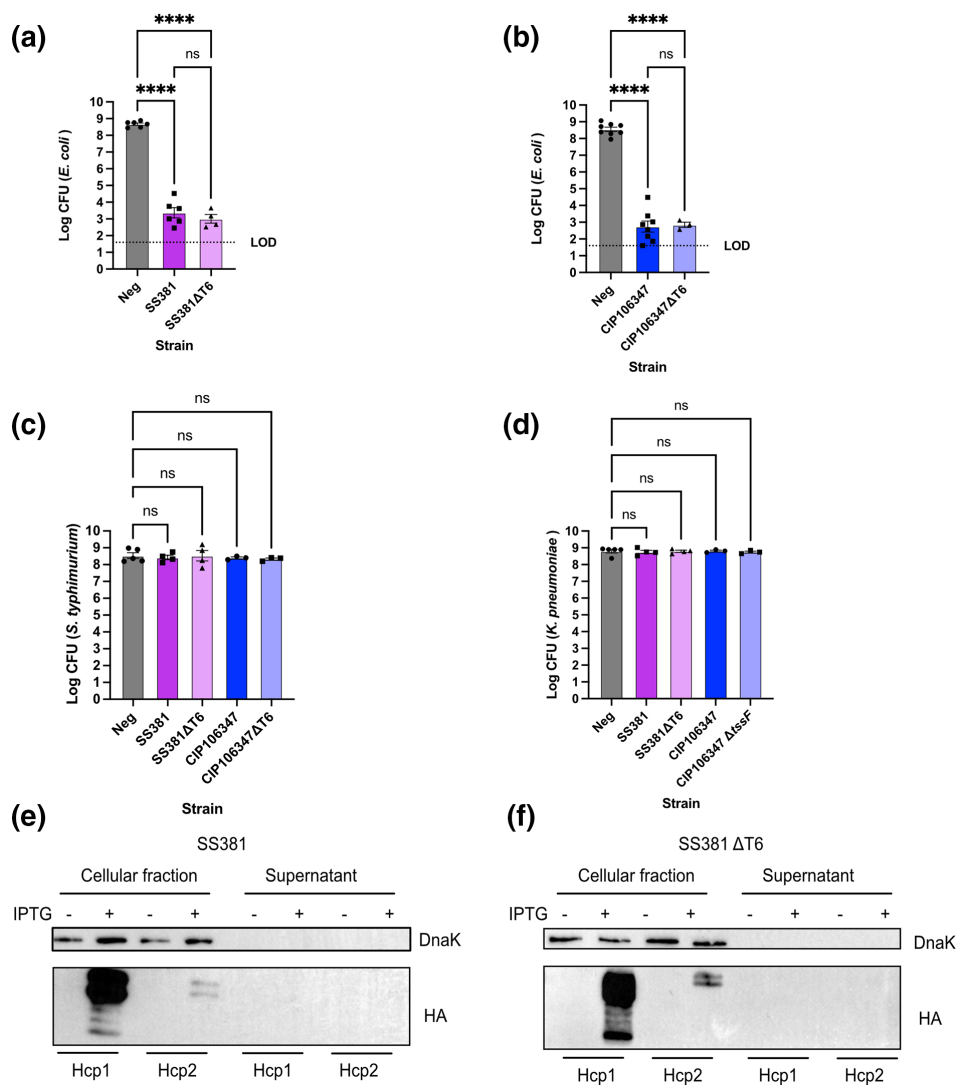 (a)
****
ns
****
10
9
8
7
6
5
4
3
2
1
0
Log CFU (E. coli )
LOD
Neg
SS381
SS381ΔT6
Strain
(b)
****
ns
****
10
9
8
7
6
5
4
3
2
1
0
Log CFU (E. coli)
LOD
Neg
CIP106347
CIP106347ΔT6
Strain
(c)
ns
ns
ns
ns
10
9
8
7
6
5
4
3
2
1
0
Log CFU (S. typhimurium)
Neg
SS381
SS381ΔT6
CIP106347
CIP106347ΔT6
Strain
(d)
ns
ns
ns
ns
10
9
8
7
6
5
4
3
2
1
0
Log CFU (K. pneumoniae)
Neg
SS381
SS381ΔT6
CIP106347
CIP106347 ΔtssF
Strain
(e)
SS381
Cellular fraction Supernatant
IPTG - + - + - + - +
DnaK
HA
Hcp1 Hcp2 Hcp1 Hcp2
(f)
SS381 ΔT6
Cellular fraction Supernatant
IPTG - + - + - + - +
DnaK
HA
Hcp1 Hcp2 Hcp1 Hcp2